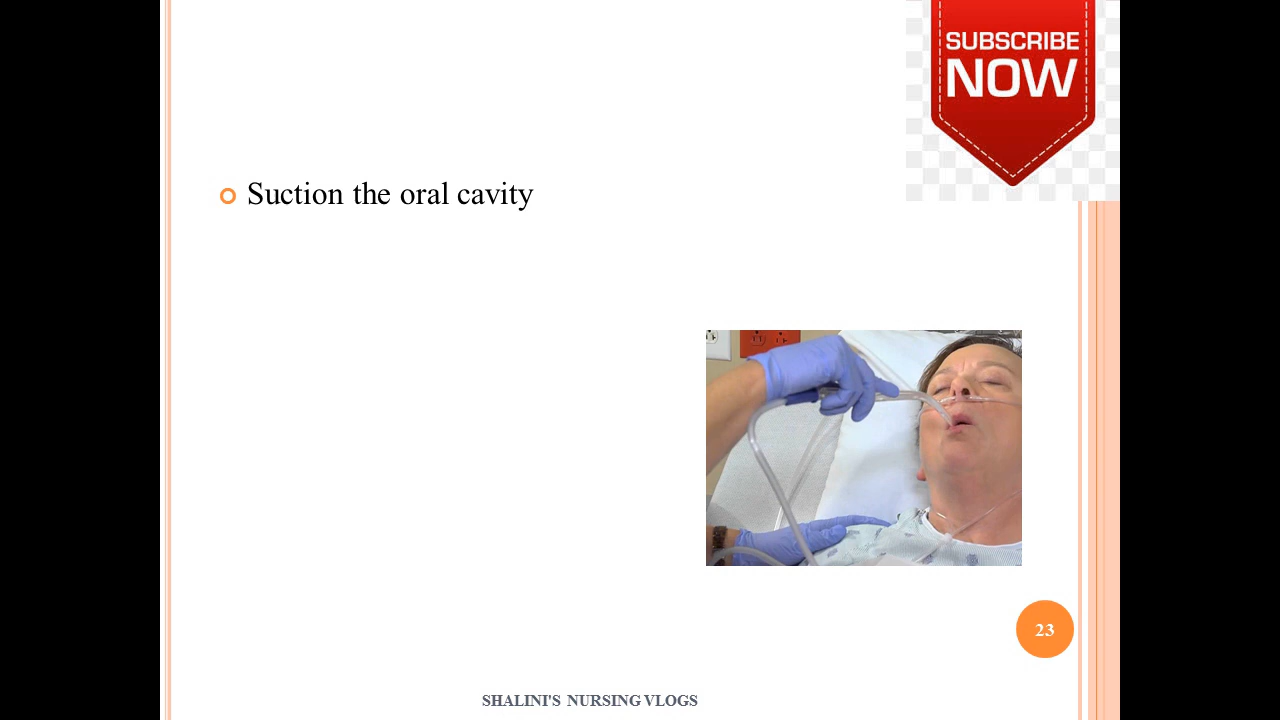 SUBSCRIBE
NOW
Suction the oral cavity
23
SHALINI'S NURSING VLOGS